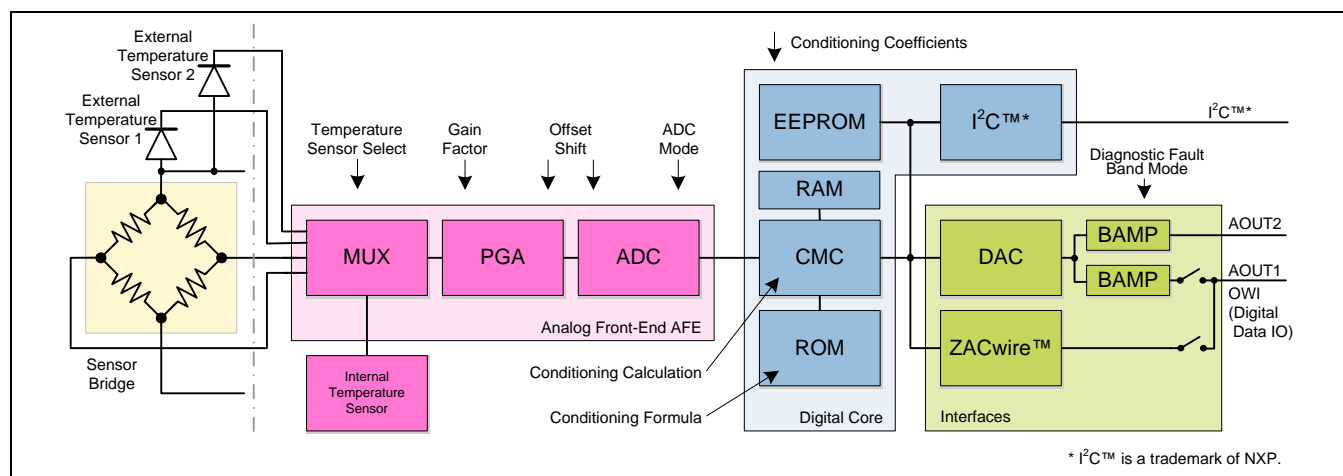 External
Temperature
Sensor 2
External
Temperature
Sensor 1
Sensor
Bridge
Temperature
Sensor Select
Gain
Factor
Offset
Shift
ADC
Mode
MUX
PGA
ADC
Analog Front-End AFE
Internal
Temperature
Sensor
Conditioning Coefficients
EEPROM
I²C™*
RAM
CMC
ROM
Conditioning Calculation
Conditioning Formula
Digital Core
I²C™*
Diagnostic Fault
Band Mode
DAC
BAMP
BAMP
ZACwire™
Interfaces
AOUT2
AOUT1
OWI
(Digital
Data IO)
* I²C™ is a trademark of NXP.